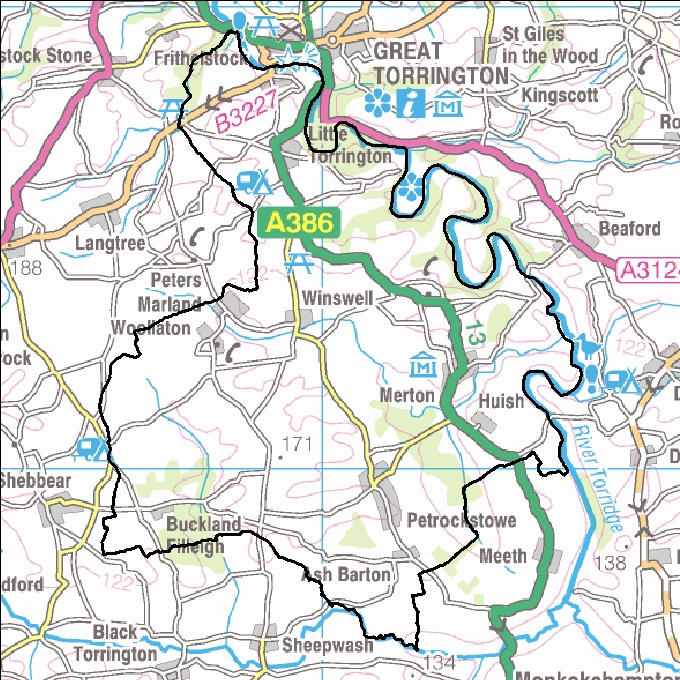 St Giles
in the Wood
stock Stone
Frithelstock
GREAT
TORRINGTON
Kingscott
B3227
Ro
Little
Torrington
A386
Langtree
Beaford
188
A3124
Peters
Marland
Winswell
Woollaton
13
n
rock
Merton
Huish
171
River Torridge
Shebbear
Buckland
Filleigh
Petrockstowe
Meeth
138
dford
122
Ash Barton
Black
Torrington
Sheepwash
134
Monkokehampton